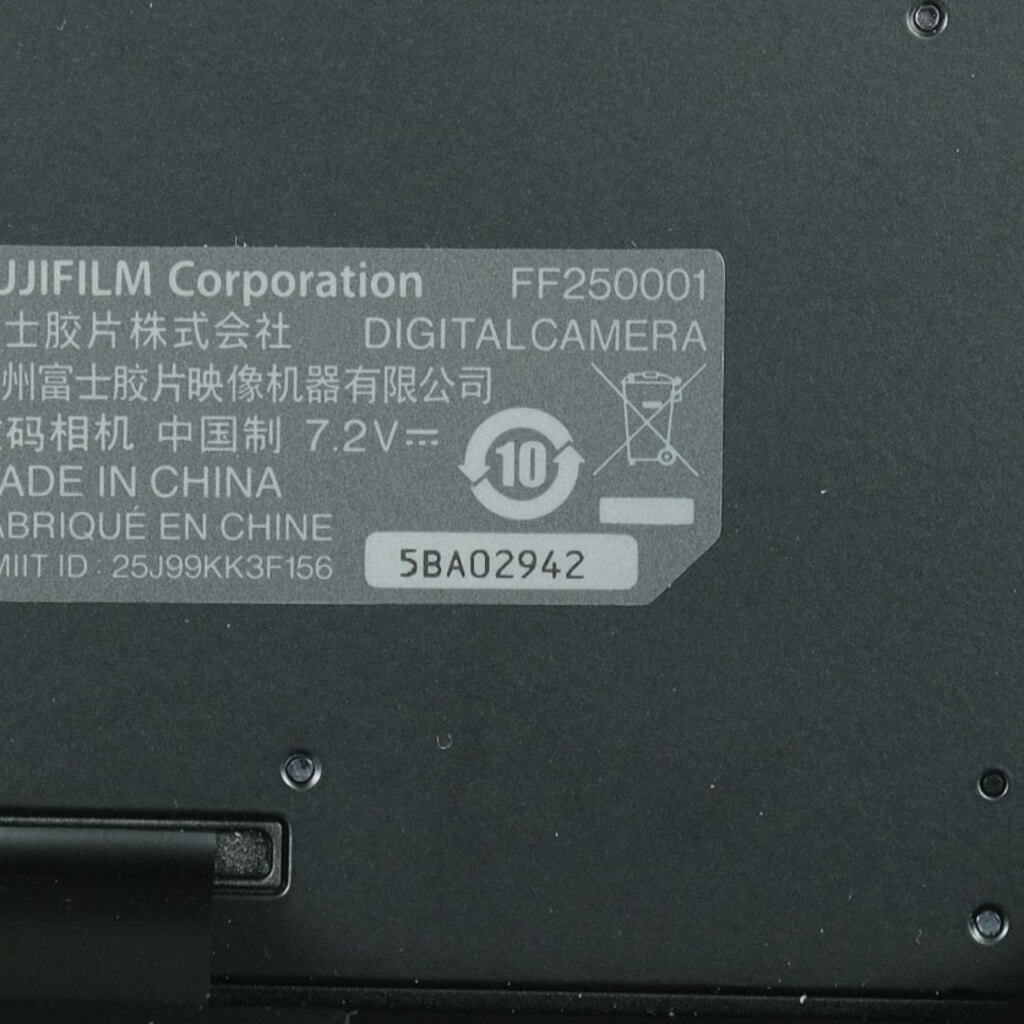 UJIFILM Corporation FF250001
士胶片株式会社 DIGITALCAMERA
州富士胶片映像机器有限公司
码相机 中国制 7.2V⎓
10
ADE IN CHINA
ABRIQUÉ EN CHINE
MIIT ID : 25J99KK3F156
5BA02942